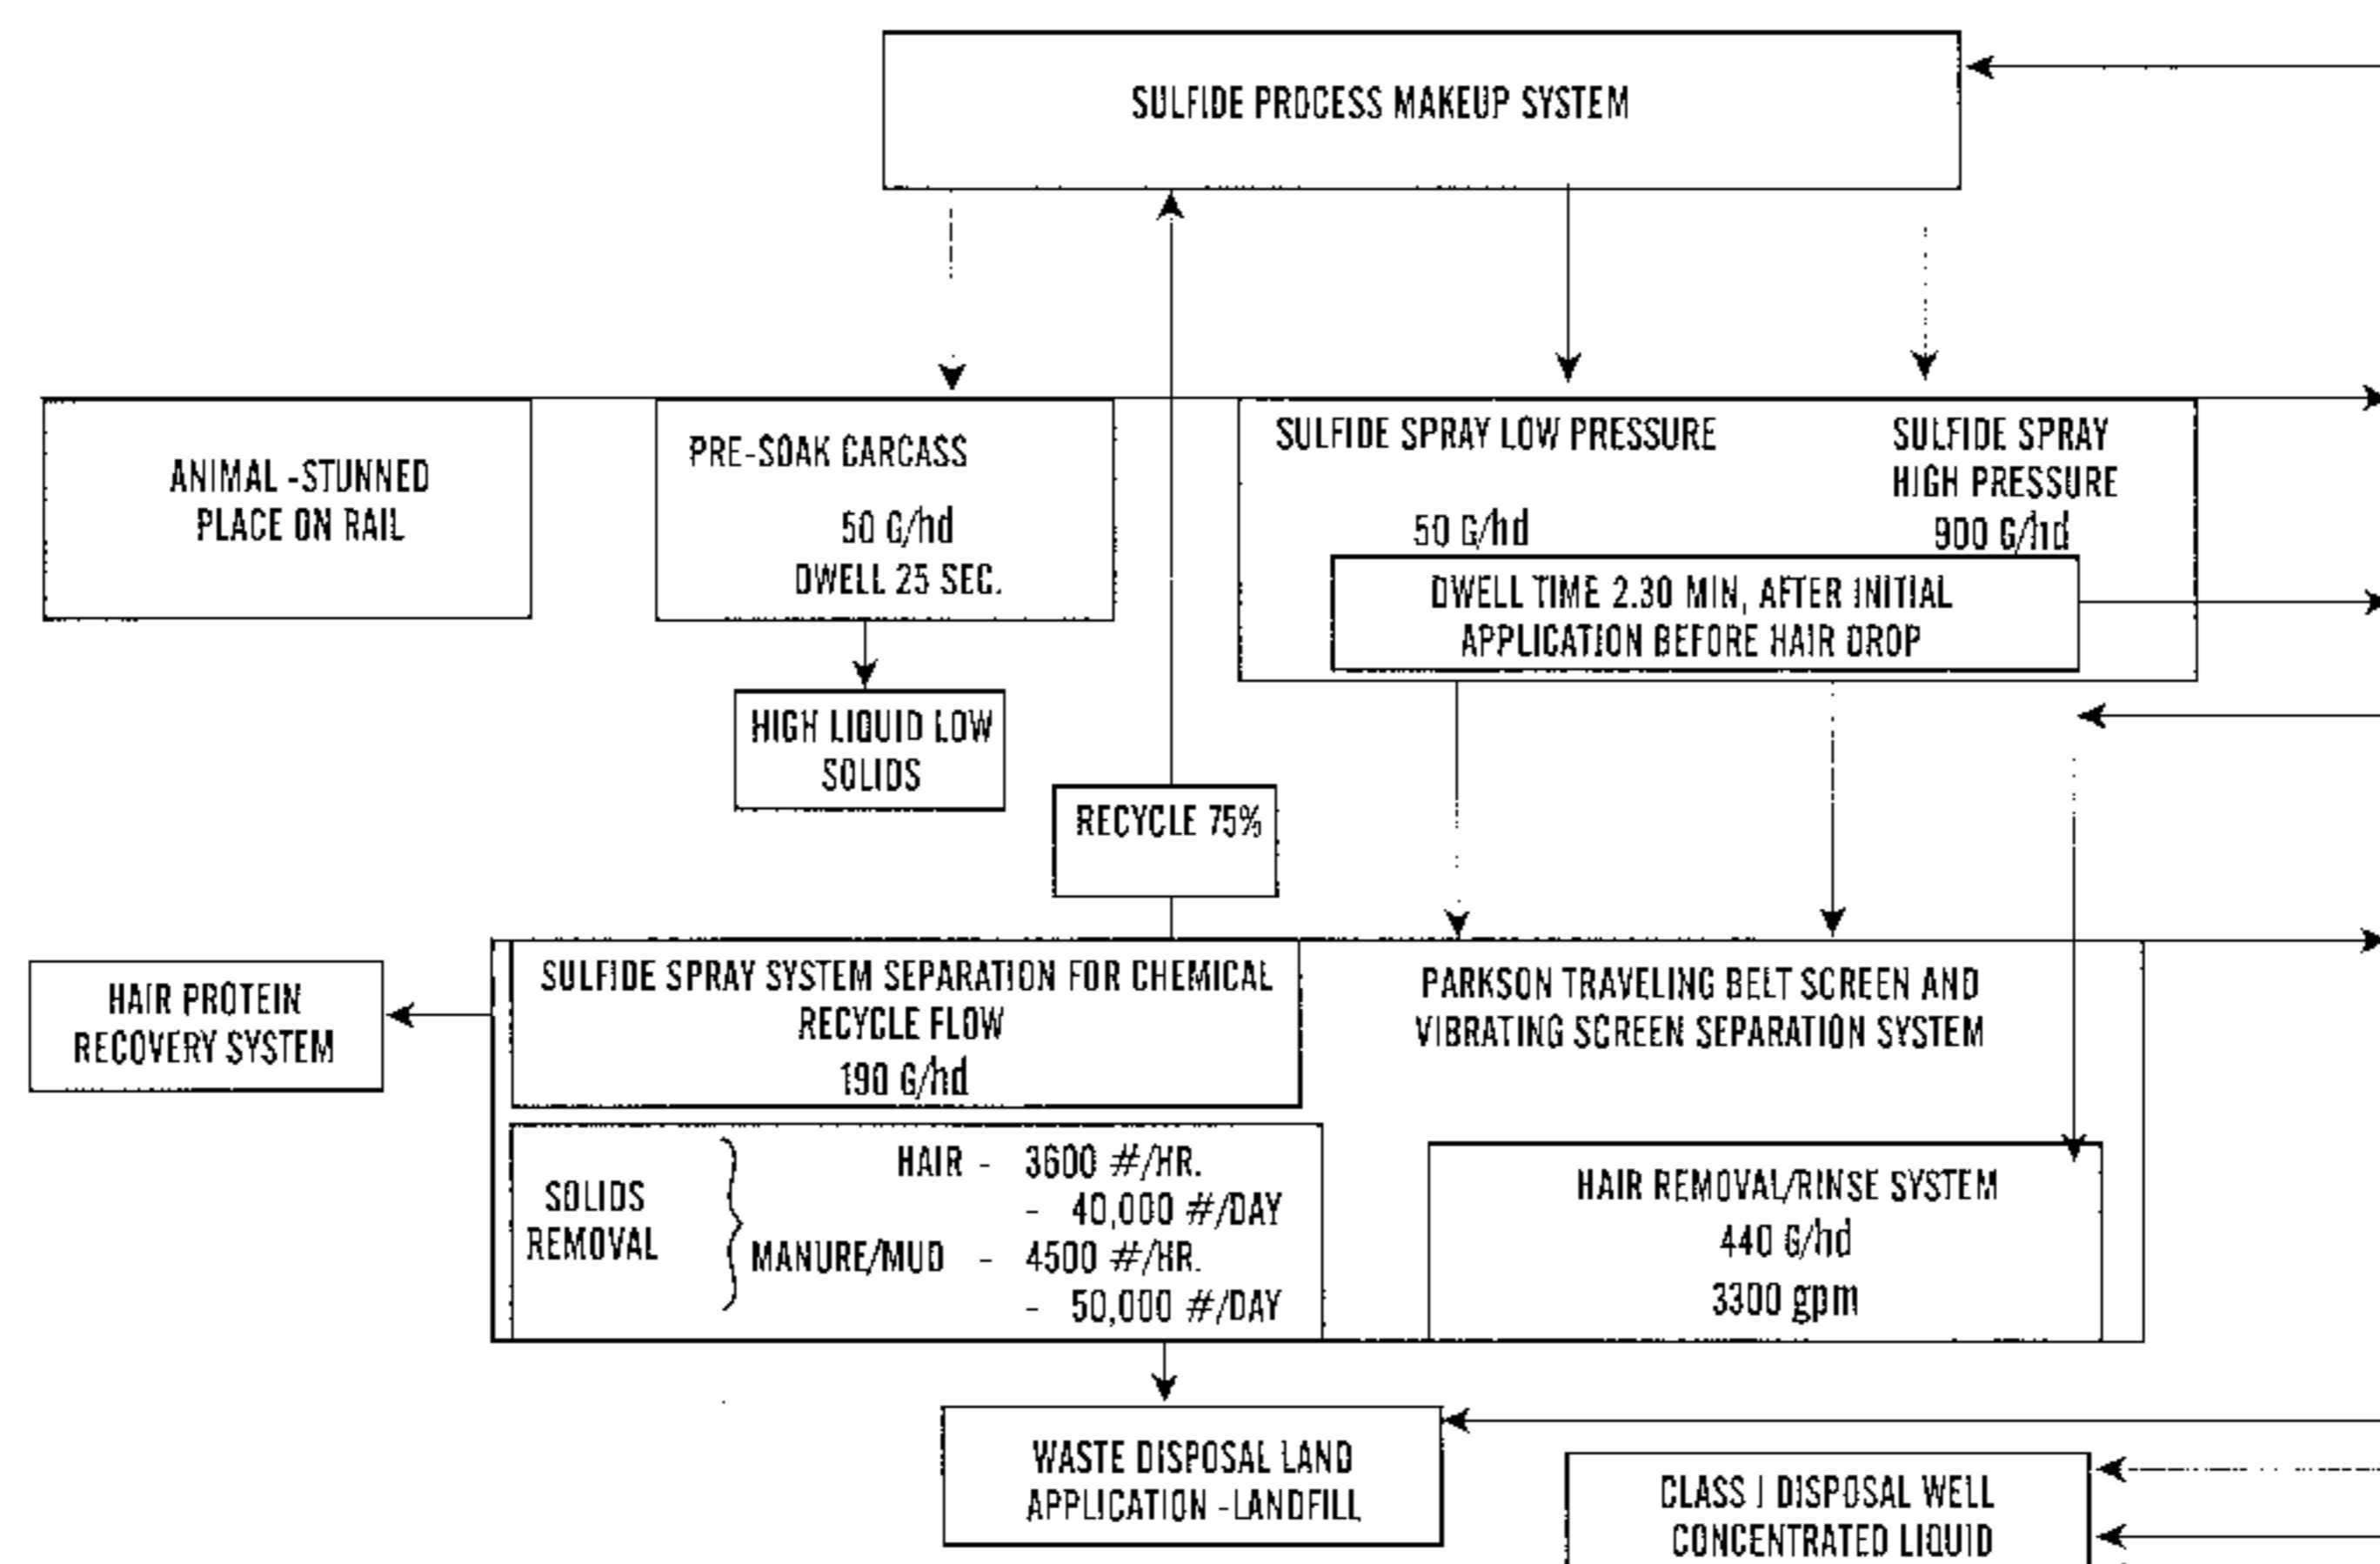 SULFIDE PROCESS MAKEUP SYSTEM
ANIMAL -STUNNED
PLACE ON RAIL
PRE-SOAK CARCASS
50 G/hd
DWELL 25 SEC.
SULFIDE SPRAY LOW PRESSURE
50 G/hd
SULFIDE SPRAY
HIGH PRESSURE
900 G/hd
DWELL TIME 2.30 MIN, AFTER INITIAL
APPLICATION BEFORE HAIR DROP
HIGH LIQUID LOW
SOLIDS
RECYCLE 75%
HAIR PROTEIN
RECOVERY SYSTEM
SULFIDE SPRAY SYSTEM SEPARATION FOR CHEMICAL
RECYCLE FLOW
190 G/hd
PARKSON TRAVELING BELT SCREEN AND
VIBRATING SCREEN SEPARATION SYSTEM
SOLIDS
REMOVAL
HAIR - 3600 #/HR.
- 40,000 #/DAY
MANURE/MUD - 4500 #/HR.
- 50,000 #/DAY
HAIR REMOVAL/RINSE SYSTEM
440 G/hd
3300 gpm
WASTE DISPOSAL LAND
APPLICATION -LANDFILL
CLASS I DISPOSAL WELL
CONCENTRATED LIQUID